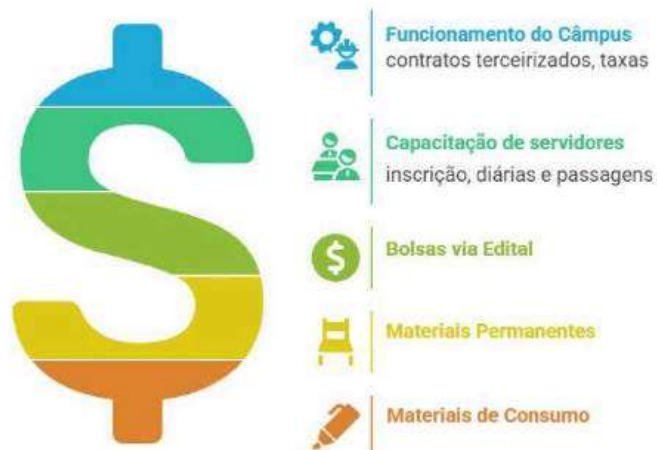 Funcionamento do Câmpus
contratos terceirizados, taxas
Capacitação de servidores
inscrição, diárias e passagens
Bolsas via Edital
Materiais Permanentes
Materiais de Consumo